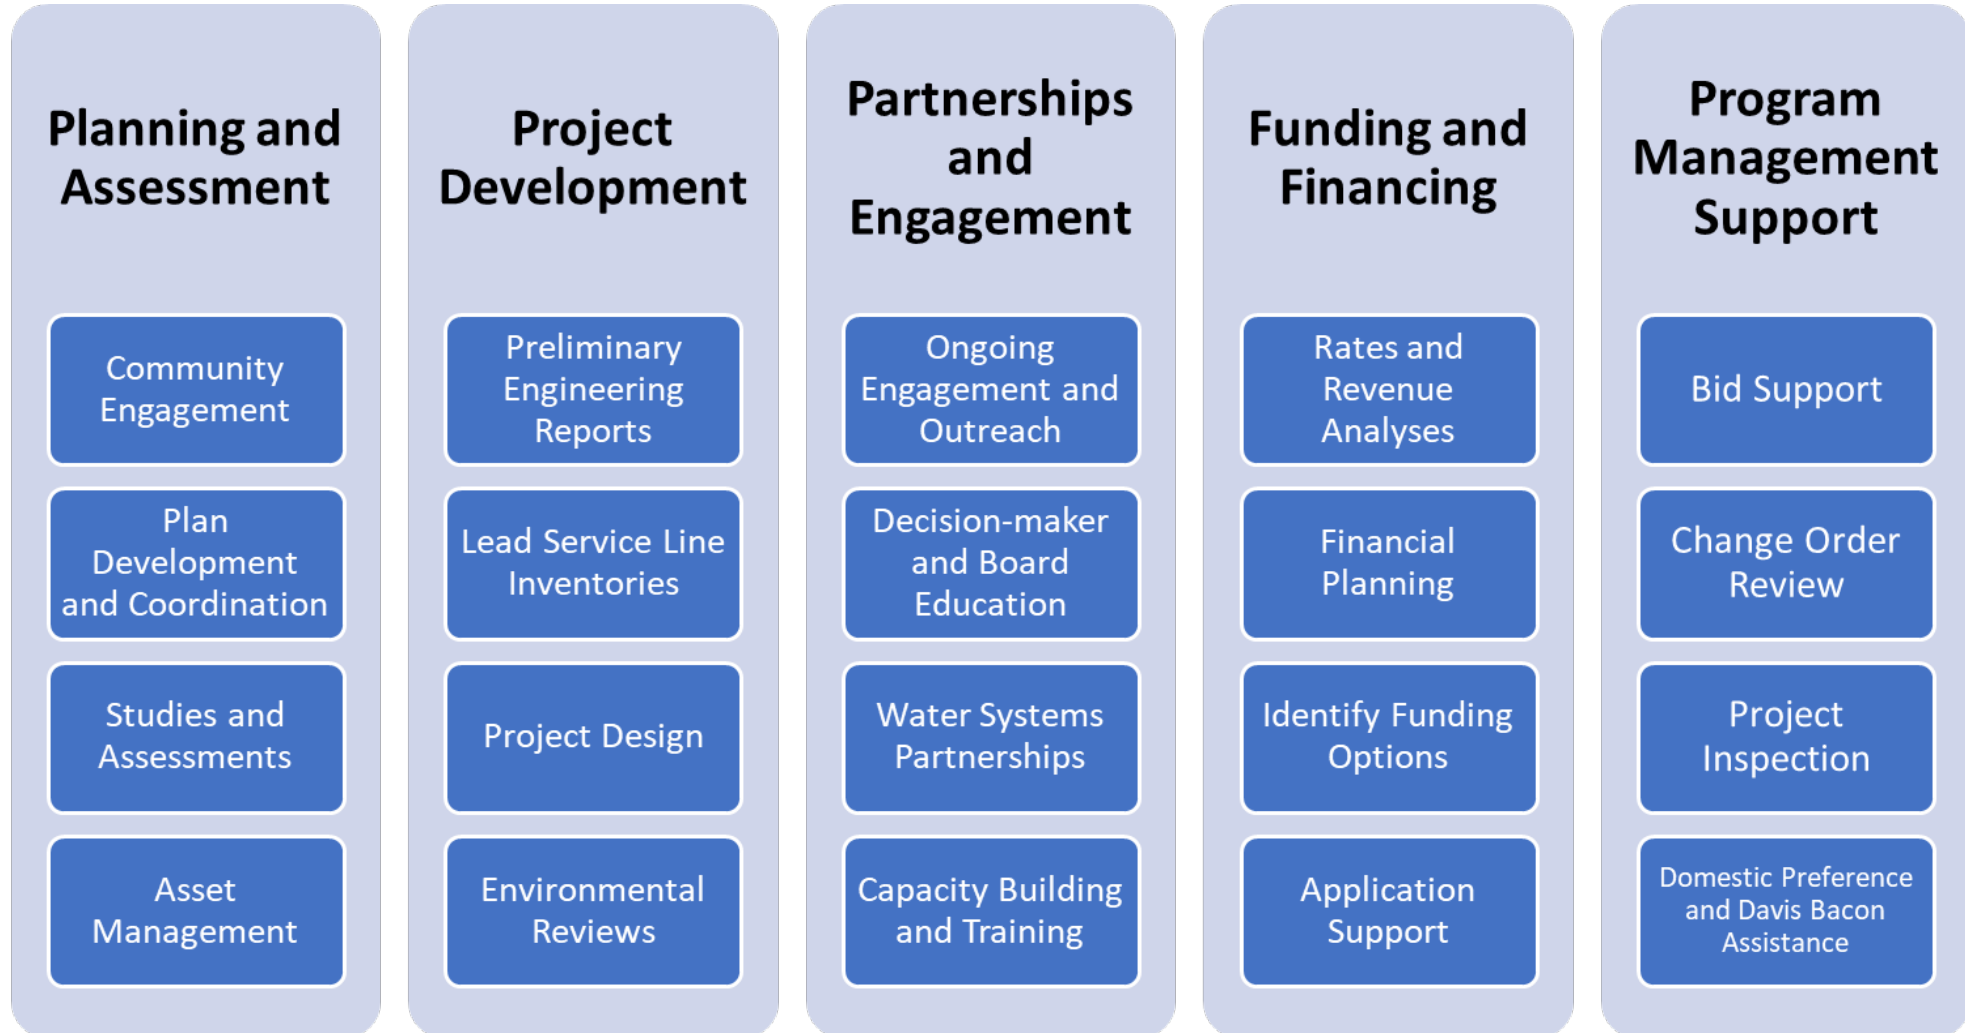 Planning and
Assessment
Community
Engagement
Plan
Development
and Coordination
Studies and
Assessments
Asset
Management
Project
Development
Preliminary
Engineering
Reports
Lead Service Line
Inventories
Project Design
Environmental
Reviews
Partnerships
and
Engagement
Ongoing
Engagement and
Outreach
Decision-maker
and Board
Education
Water Systems
Partnerships
Capacity Building
and Training
Funding and
Financing
Rates and
Revenue
Analyses
Financial
Planning
Identify Funding
Options
Application
Support
Program
Management
Support
Bid Support
Change Order
Review
Project
Inspection
Domestic Preference
and Davis Bacon
Assistance